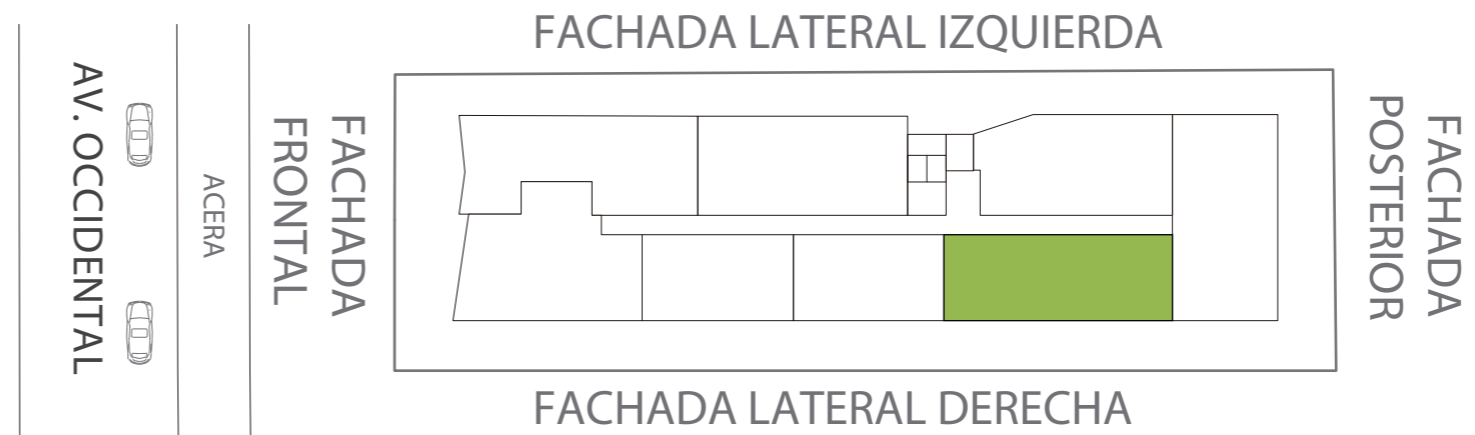 FACHADA LATERAL IZQUIERDA
AV. OCCIDENTAL
ACERA
FACHADA
FRONTAL
FACHADA
POSTERIOR
FACHADA LATERAL DERECHA